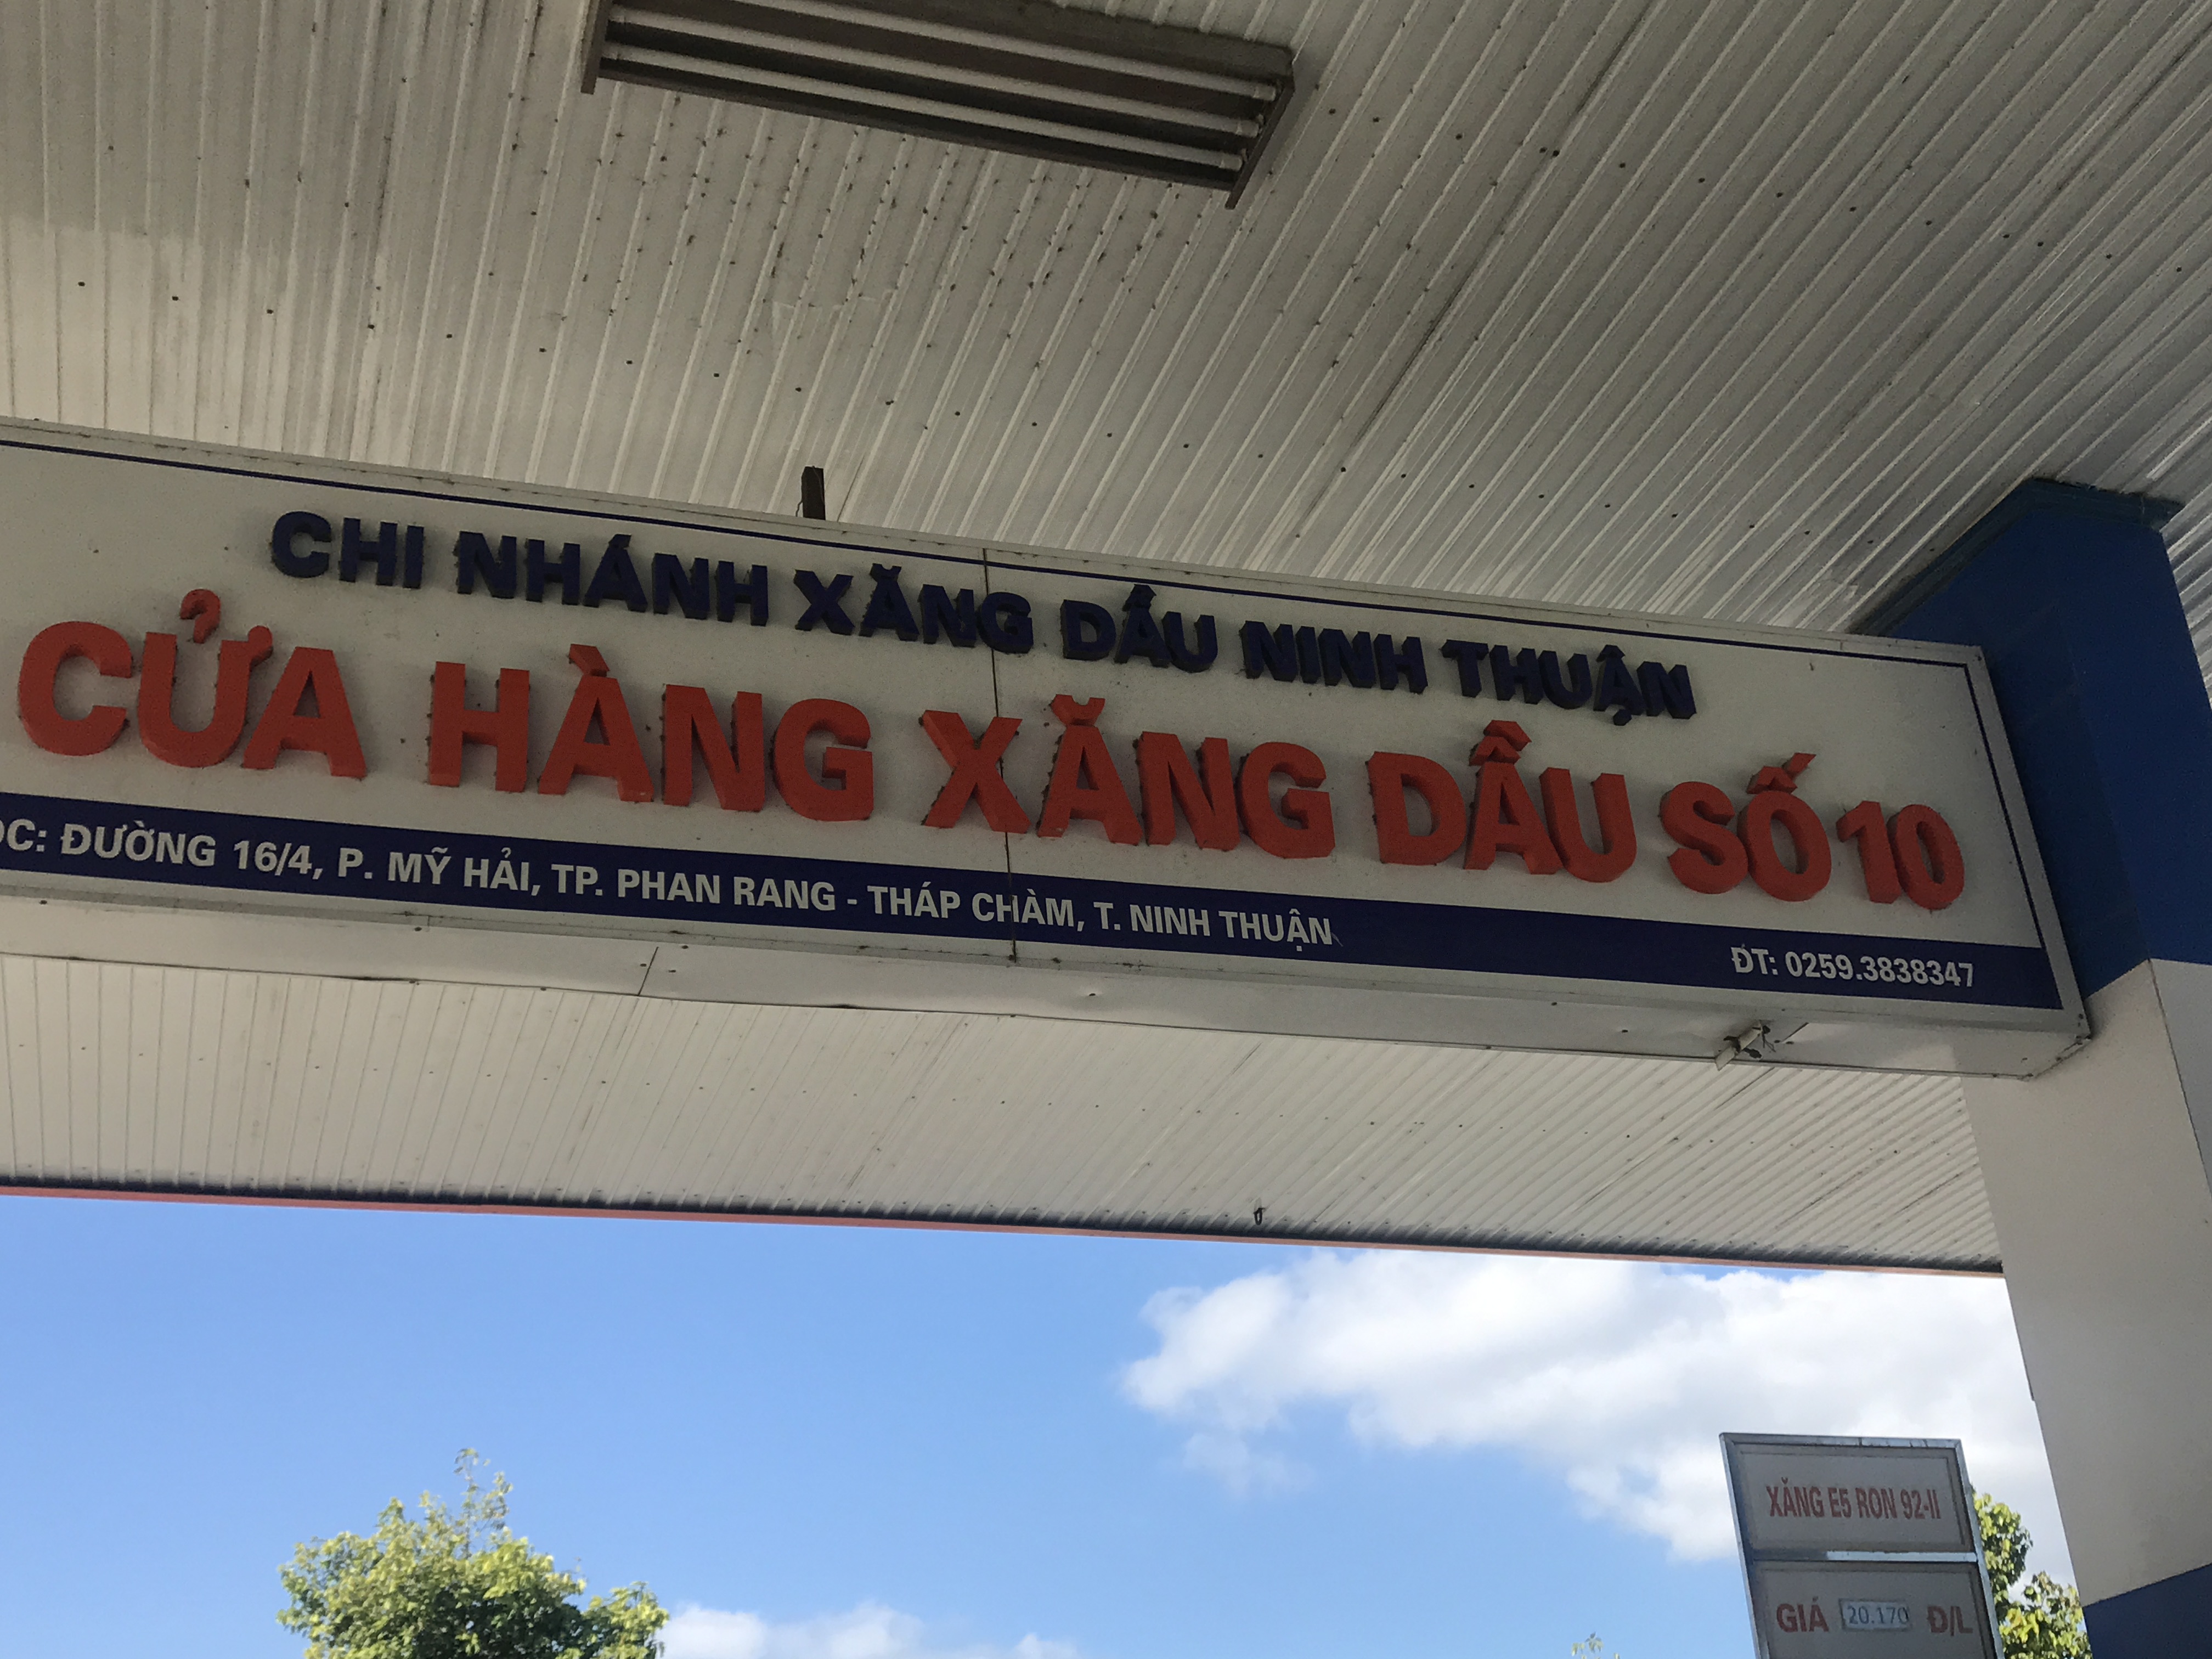 CHI NHÁNH XĂNG DẦU NINH THUẬN
CỬA HÀNG XĂNG DẦU SỐ 10
ĐC: ĐƯỜNG 16/4, P. MỸ HẢI, TP. PHAN RANG - THÁP CHÀM, T. NINH THUẬN
ĐT: 0259.3838347
XĂNG E5 RON 92-II
GIÁ 20.170 Đ/L